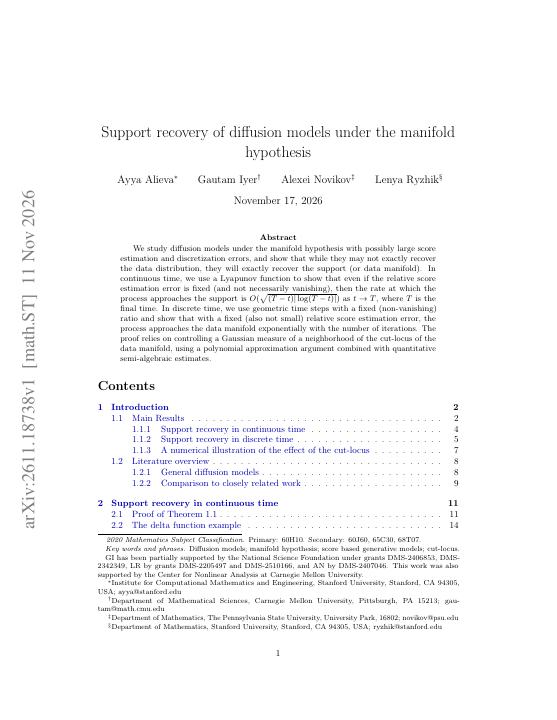 arXiv:2611.18738v1 [math.ST] 11 Nov 2026
Support recovery of diffusion models under the manifold
hypothesis
Ayya Alieva* Gautam Iyer† Alexei Novikov‡ Lenya Ryzhik§
November 17, 2026
Abstract
We study diffusion models under the manifold hypothesis with possibly large score
estimation and discretization errors, and show that while they may not exactly recover
the data distribution, they will exactly recover the support (or data manifold). In
continuous time, we use a Lyapunov function to show that even if the relative score
estimation error is fixed (and not necessarily vanishing), then the rate at which the
process approaches the support is O(√(T − t)|log(T − t)|) as t → T, where T is the
final time. In discrete time, we use geometric time steps with a fixed (non-vanishing)
ratio and show that with a fixed (also not small) relative score estimation error, the
process approaches the data manifold exponentially with the number of iterations. The
proof relies on controlling a Gaussian measure of a neighborhood of the cut-locus of the
data manifold, using a polynomial approximation argument combined with quantitative
semi-algebraic estimates.
Contents
1 Introduction 2
1.1 Main Results . . . . . . . . . . . . . . . . . . . . . . . . . . . . . . . . 2
1.1.1 Support recovery in continuous time . . . . . . . . . . . . . . . . . 4
1.1.2 Support recovery in discrete time . . . . . . . . . . . . . . . . . . . 5
1.1.3 A numerical illustration of the effect of the cut-locus . . . . . . . . . . 7
1.2 Literature overview . . . . . . . . . . . . . . . . . . . . . . . . . . . . . 8
1.2.1 General diffusion models . . . . . . . . . . . . . . . . . . . . . . . 8
1.2.2 Comparison to closely related work . . . . . . . . . . . . . . . . . . 9
2 Support recovery in continuous time 11
2.1 Proof of Theorem 1.1 . . . . . . . . . . . . . . . . . . . . . . . . . . . . 11
2.2 The delta function example . . . . . . . . . . . . . . . . . . . . . . . . . 14
2020 Mathematics Subject Classification. Primary: 60H10. Secondary: 60J60, 65C30, 68T07.
Key words and phrases. Diffusion models; manifold hypothesis; score based generative models; cut-locus.
GI has been partially supported by the National Science Foundation under grants DMS-2406853, DMS-
2342349, LR by grants DMS-2205497 and DMS-2510166, and AN by DMS-2407046. This work was also
supported by the Center for Nonlinear Analysis at Carnegie Mellon University.
*Institute for Computational Mathematics and Engineering, Stanford University, Stanford, CA 94305,
USA; ayya@stanford.edu
†Department of Mathematical Sciences, Carnegie Mellon University, Pittsburgh, PA 15213; gau-
tam@math.cmu.edu
‡Department of Mathematics, The Pennsylvania State University, University Park, 16802; novikov@psu.edu
§Department of Mathematics, Stanford University, Stanford, CA 94305, USA; ryzhik@stanford.edu
1